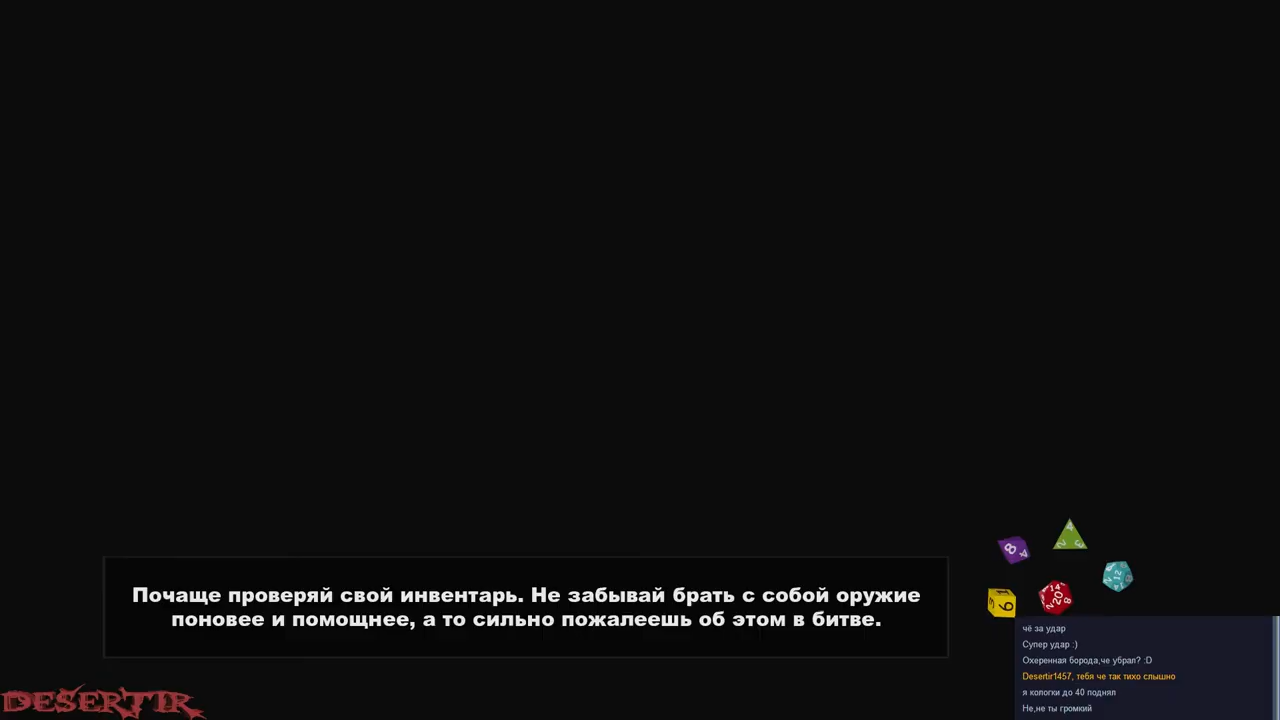 Почаще проверяй свой инвентарь. Не забывай брать с собой оружие
поновее и помощнее, а то сильно пожалеешь об этом в битве.
чё за удар
Супер удар :)
Охеренная борода,че убрал? :D
Desertir1457, тебя че так тихо слышно
я кологки до 40 поднял
Не,не ты громкий
DESERTIR